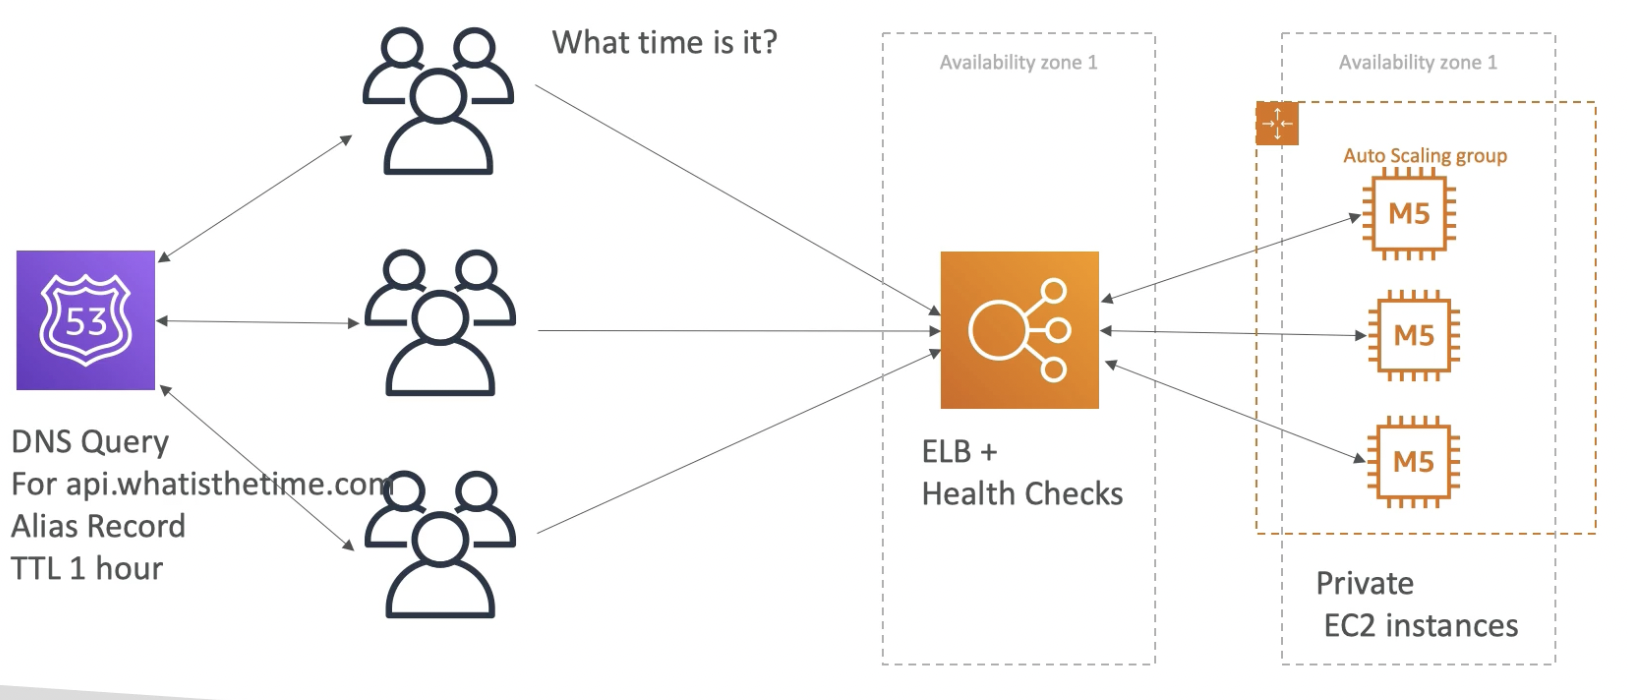 What time is it?
Availability zone 1
Availability zone 1
Auto Scaling group
M5
M5
M5
53
DNS Query
For api.whatisthetime.com
Alias Record
TTL 1 hour
ELB +
Health Checks
Private
EC2 instances